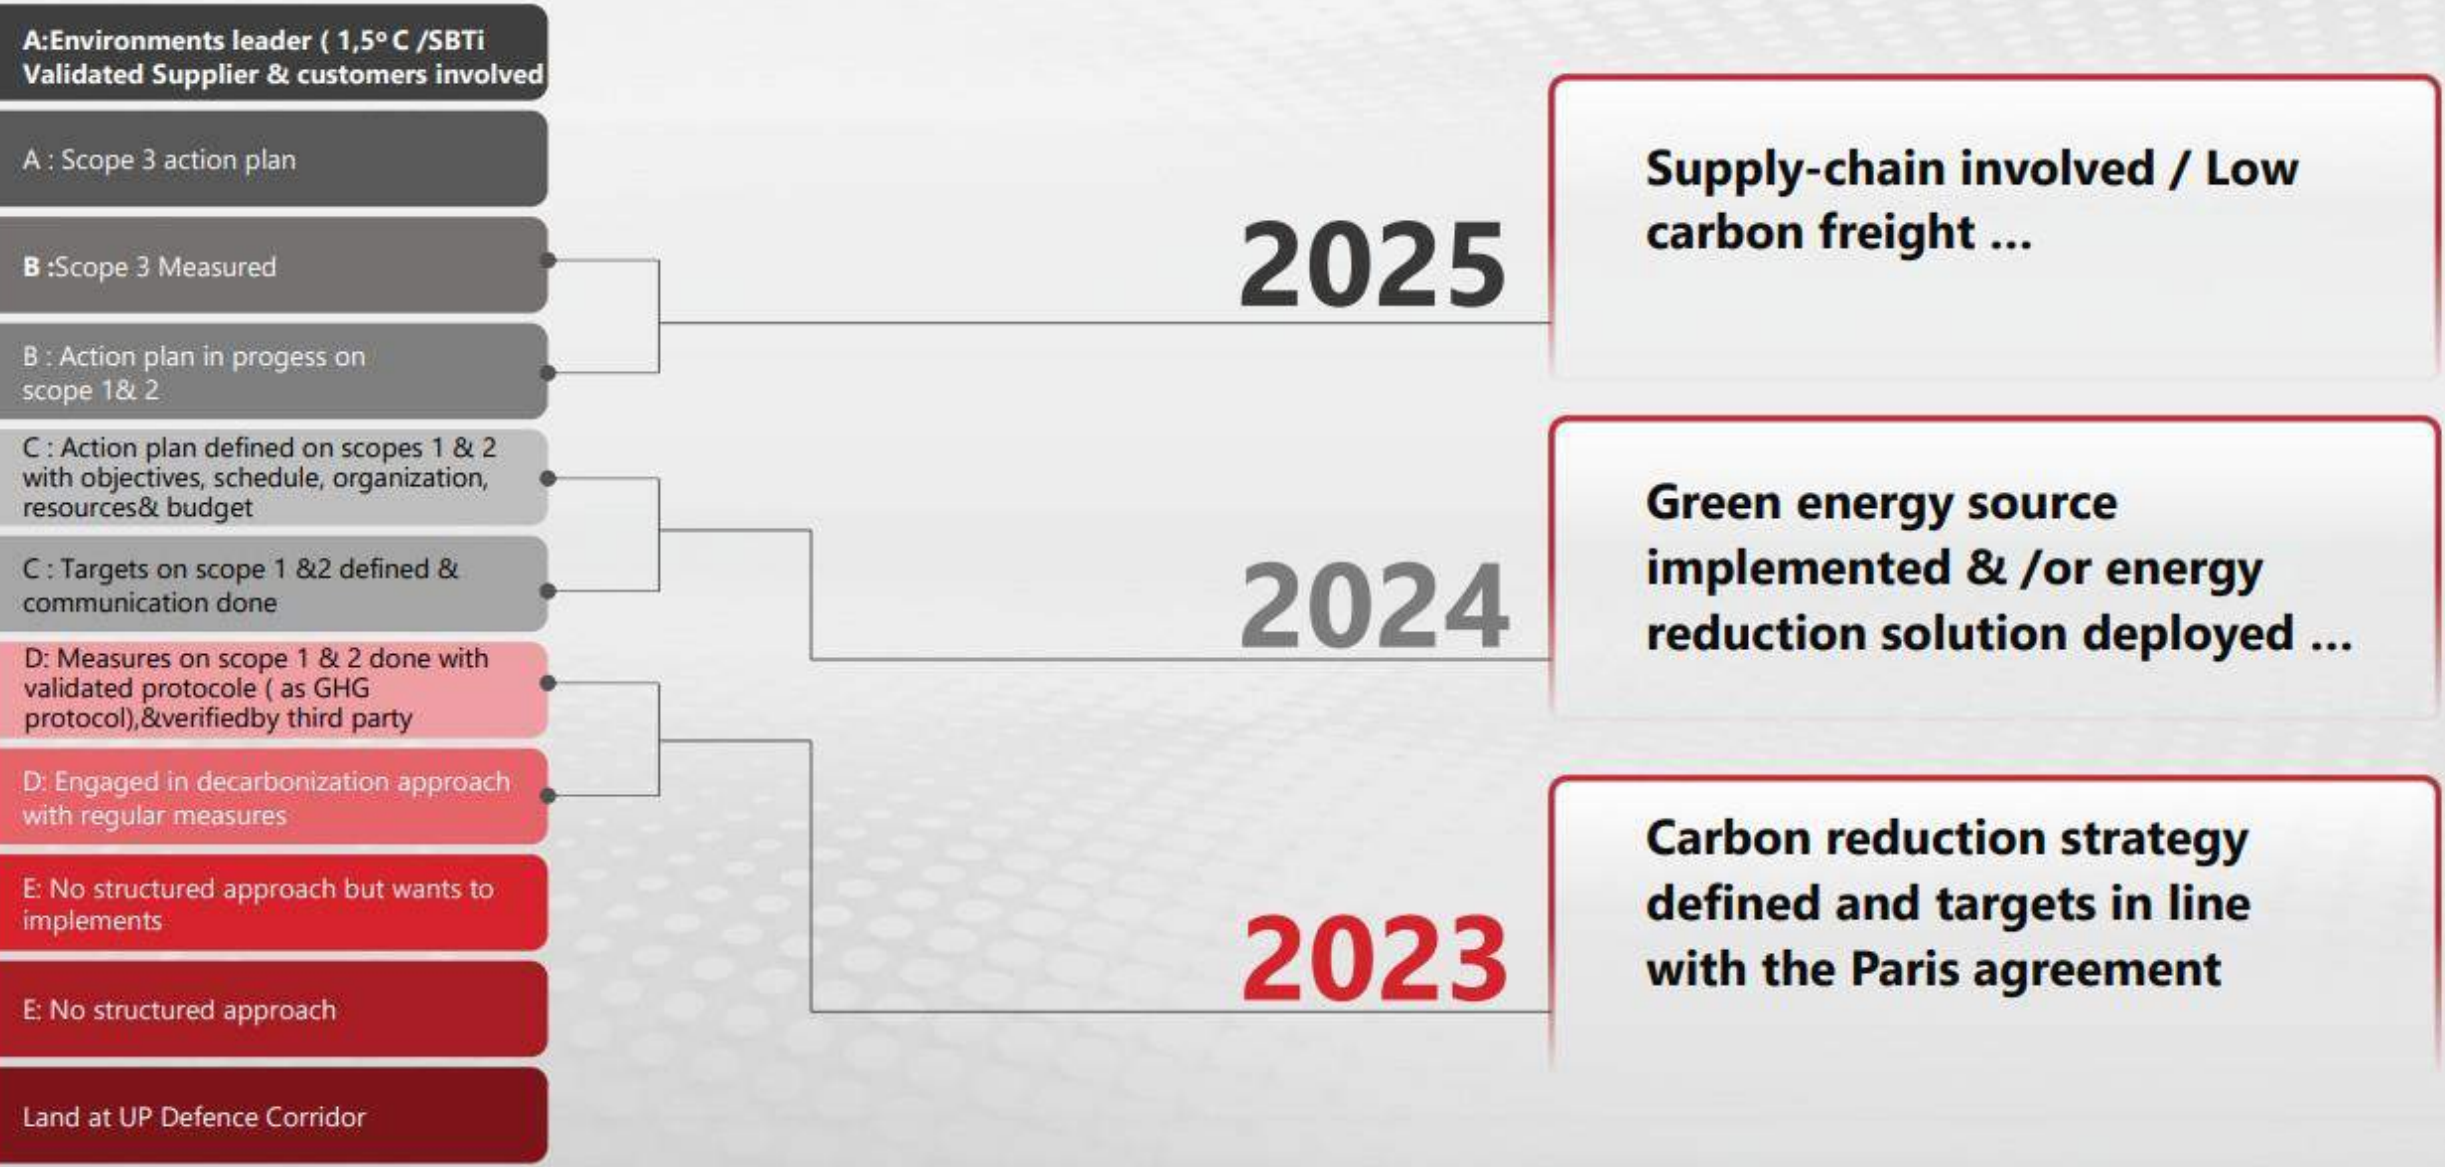 A:Environments leader ( 1,5º C /SBTi
Validated Supplier & customers involved
A : Scope 3 action plan
B :Scope 3 Measured
B : Action plan in progess on
scope 1& 2
C : Action plan defined on scopes 1 & 2
with objectives, schedule, organization,
resources& budget
C : Targets on scope 1 &2 defined &
communication done
D: Measures on scope 1 & 2 done with
validated protocole ( as GHG
protocol),&verifiedby third party
D: Engaged in decarbonization approach
with regular measures
E: No structured approach but wants to
implements
E: No structured approach
Land at UP Defence Corridor
2025
Supply-chain involved / Low
carbon freight ...
2024
Green energy source
implemented & /or energy
reduction solution deployed ...
2023
Carbon reduction strategy
defined and targets in line
with the Paris agreement